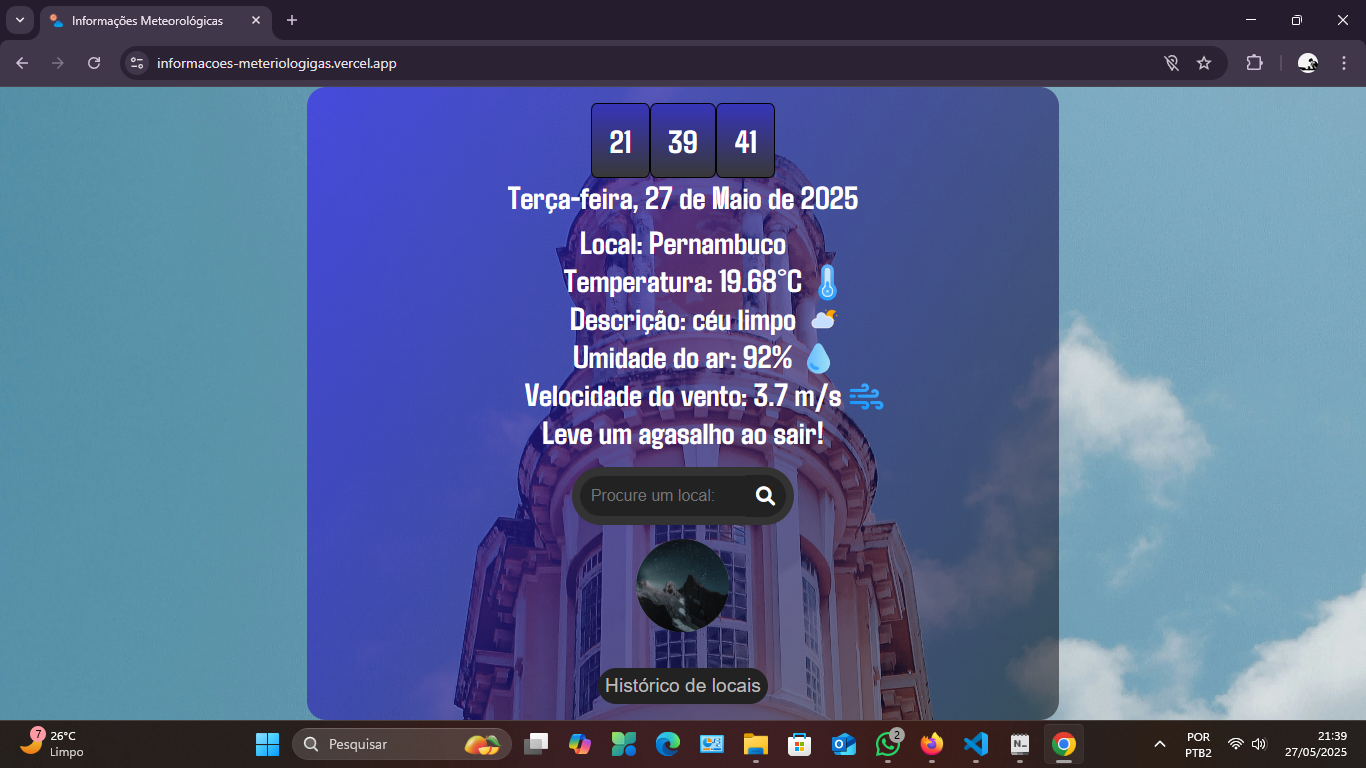 Informações Meteorológicas
informacoes-meteriologigas.vercel.app
21 39 41
Terça-feira, 27 de Maio de 2025
Local: Pernambuco
Temperatura: 19.68°C
Descrição: céu limpo
Umidade do ar: 92%
Velocidade do vento: 3.7 m/s
Leve um agasalho ao sair!
Procure um local:
Histórico de locais
7
26°C
Limpo
Pesquisar
2
N_
POR
PTB2
21:39
27/05/2025